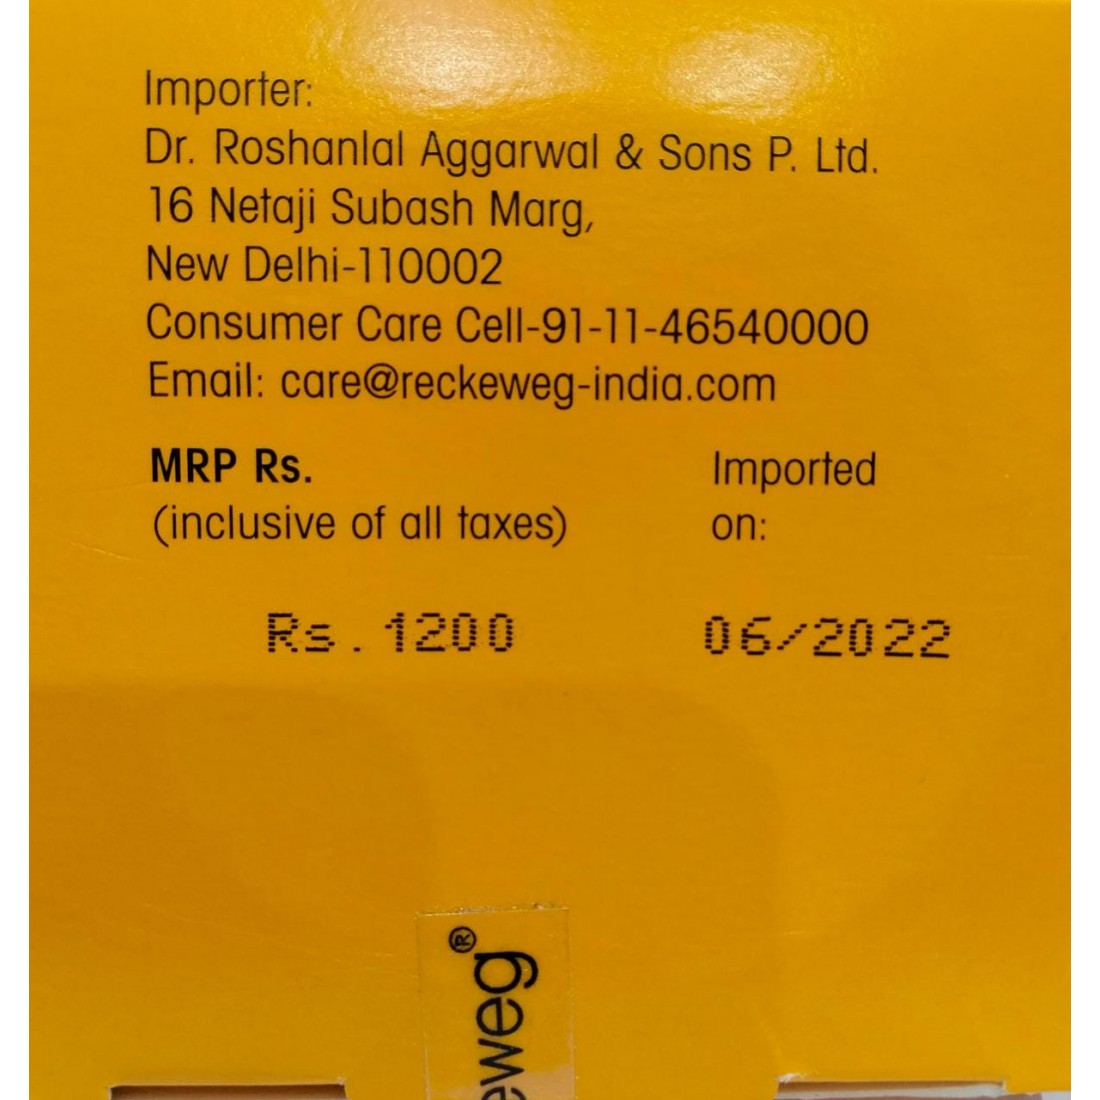 Importer:
Dr. Roshanlal Aggarwal & Sons P. Ltd.
16 Netaji Subash Marg,
New Delhi-110002
Consumer Care Cell-91-11-46540000
Email: care@reckeweg-india.com
MRP Rs.
(inclusive of all taxes)
Imported
on:
Rs. 1200
06/2022
eweg®